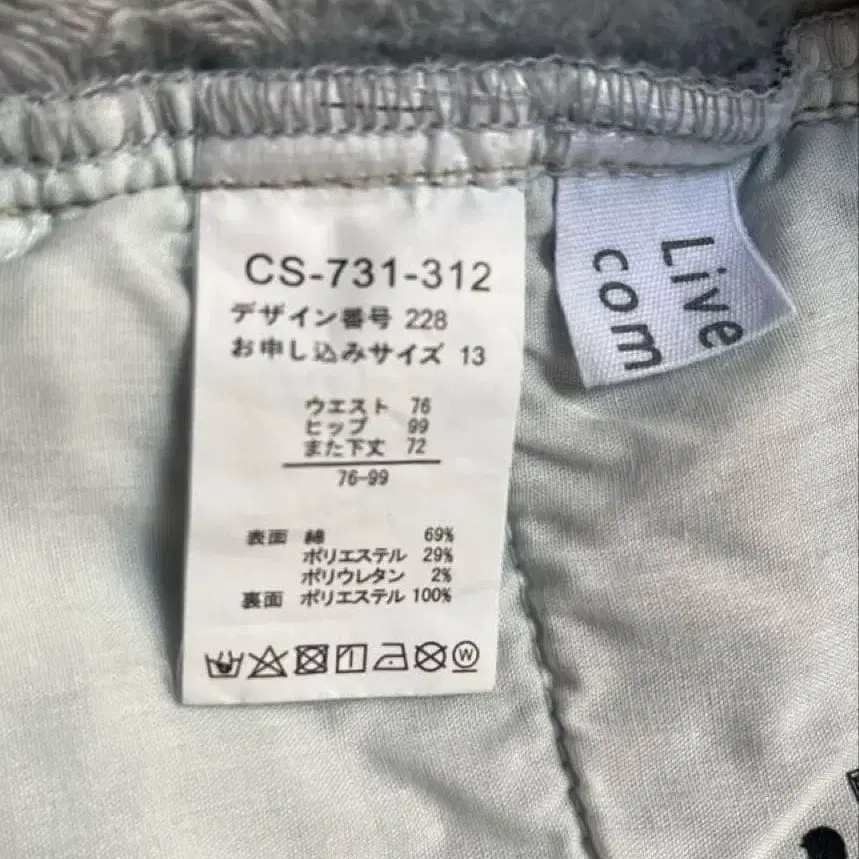 CS-731-312
デザイン番号 228
お申し込みサイズ 13
ウエスト 76
ヒップ 99
また下丈 72
76-99
表面 綿 69%
ポリエステル 29%
ポリウレタン 2%
裏面 ポリエステル 100%
W
Live
com